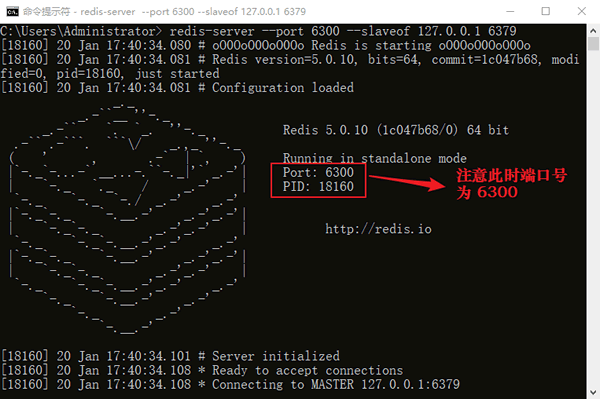 命令提示符 - redis-server --port 6300 --slaveof 127.0.0.1 6379
C:\Users\Administrator> redis-server --port 6300 --slaveof 127.0.0.1 6379
[18160] 20 Jan 17:40:34.080 # oO0OoO0OoO0Oo Redis is starting oO0OoO0OoO0Oo
[18160] 20 Jan 17:40:34.081 # Redis version=5.0.10, bits=64, commit=1c047b68, modi
fied=0, pid=18160, just started
[18160] 20 Jan 17:40:34.081 # Configuration loaded
Redis 5.0.10 (1c047b68/0) 64 bit
Running in standalone mode
Port: 6300
PID: 18160
注意此时端口号
为 6300
http://redis.io
[18160] 20 Jan 17:40:34.101 # Server initialized
[18160] 20 Jan 17:40:34.108 * Ready to accept connections
[18160] 20 Jan 17:40:34.108 * Connecting to MASTER 127.0.0.1:6379